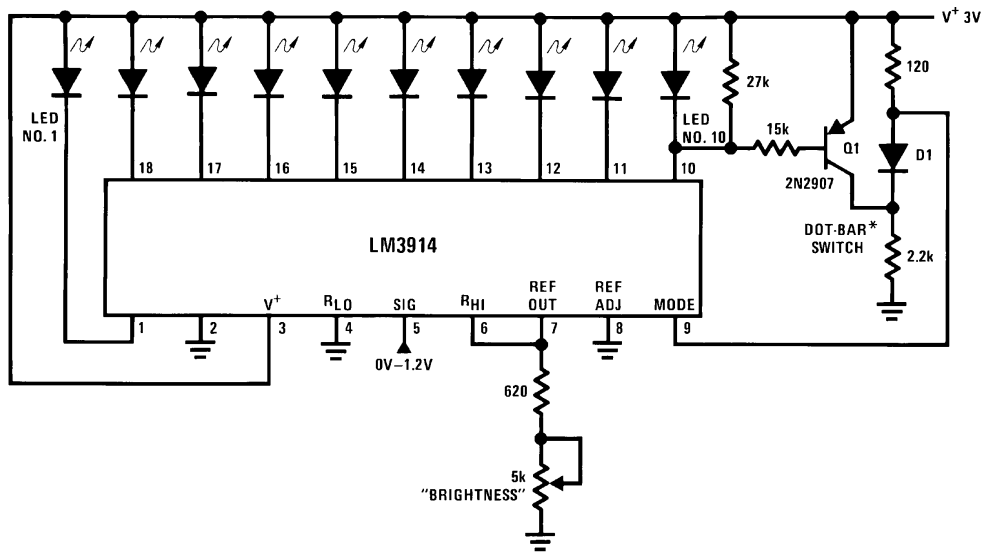 V+ 3V
LED
NO. 1
LED
NO. 10
27k
15k
120
Q1
2N2907
D1
DOT-BAR*
SWITCH
2.2k
18
17
16
15
14
13
12
11
10
LM3914
V+
RLO
SIG
RHI
REF
OUT
REF
ADJ
MODE
1
2
3
4
5
6
7
8
9
0V–1.2V
620
5k
"BRIGHTNESS"